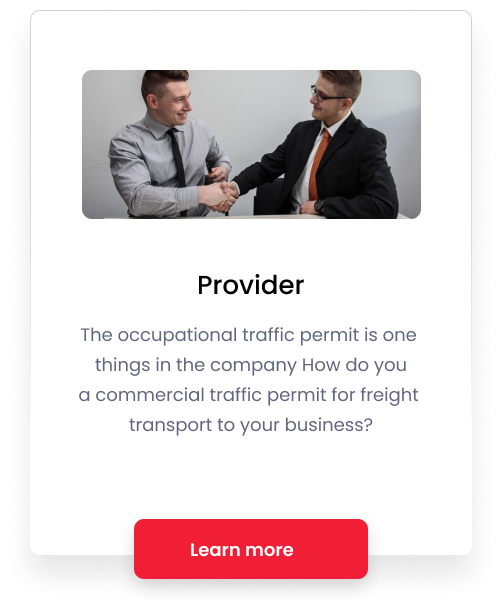 Provider
The occupational traffic permit is one
things in the company How do you
a commercial traffic permit for freight
transport to your business?
Learn more